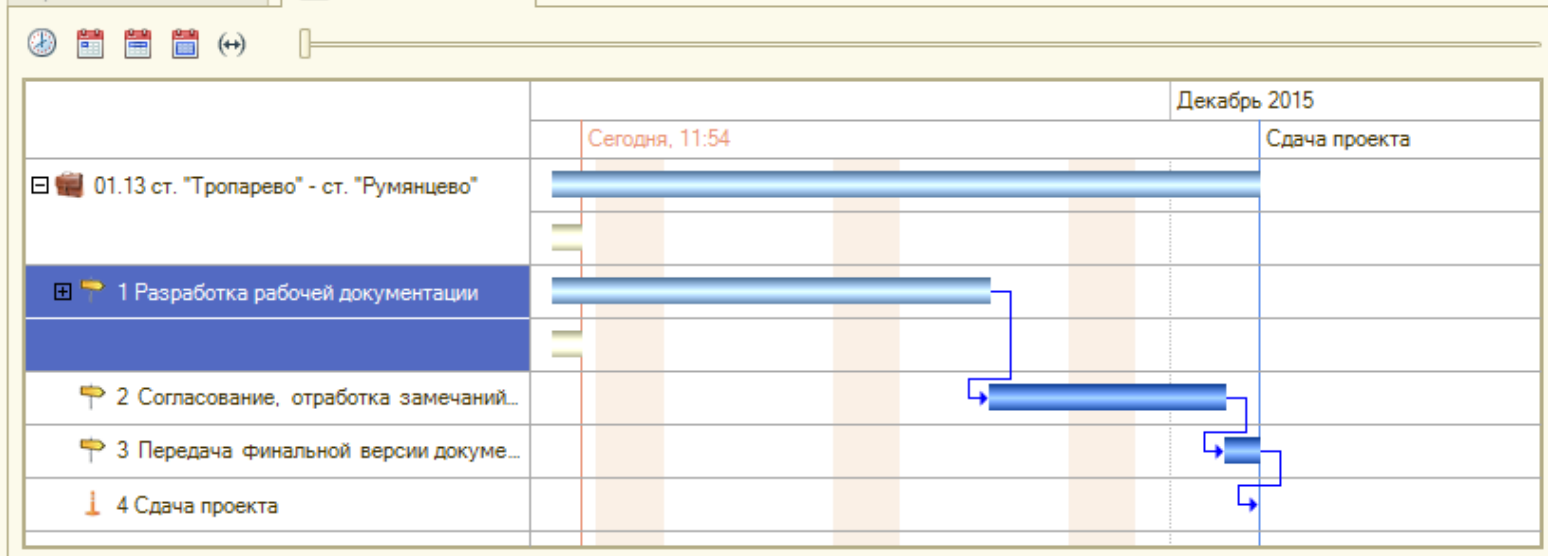 Декабрь 2015
Сегодня, 11:54
Сдача проекта
01.13 ст. "Тропарево" - ст. "Румянцево"
1 Разработка рабочей документации
2 Согласование, отработка замечаний...
3 Передача финальной версии докуме...
4 Сдача проекта